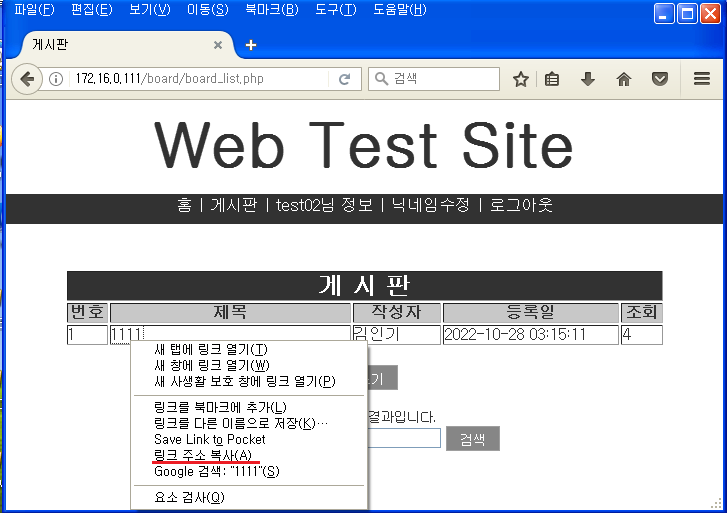 파일(F) 편집(E) 보기(V) 이동(S) 북마크(B) 도구(T) 도움말(H)
게시판
172.16.0.111/board/board_list.php 검색
Web Test Site
홈 | 게시판 | test02님 정보 | 닉네임수정 | 로그아웃
게 시 판
번호 제목 작성자 등록일 조회
1 1111 김인기 2022-10-28 03:15:11 4
새 탭에 링크 열기(T)
새 창에 링크 열기(W)
새 사생활 보호 창에 링크 열기(P)
기
링크를 북마크에 추가(L)
링크를 다른 이름으로 저장(K)...
결과입니다.
Save Link to Pocket
검색
링크 주소 복사(A)
Google 검색: "1111"(S)
요소 검사(Q)